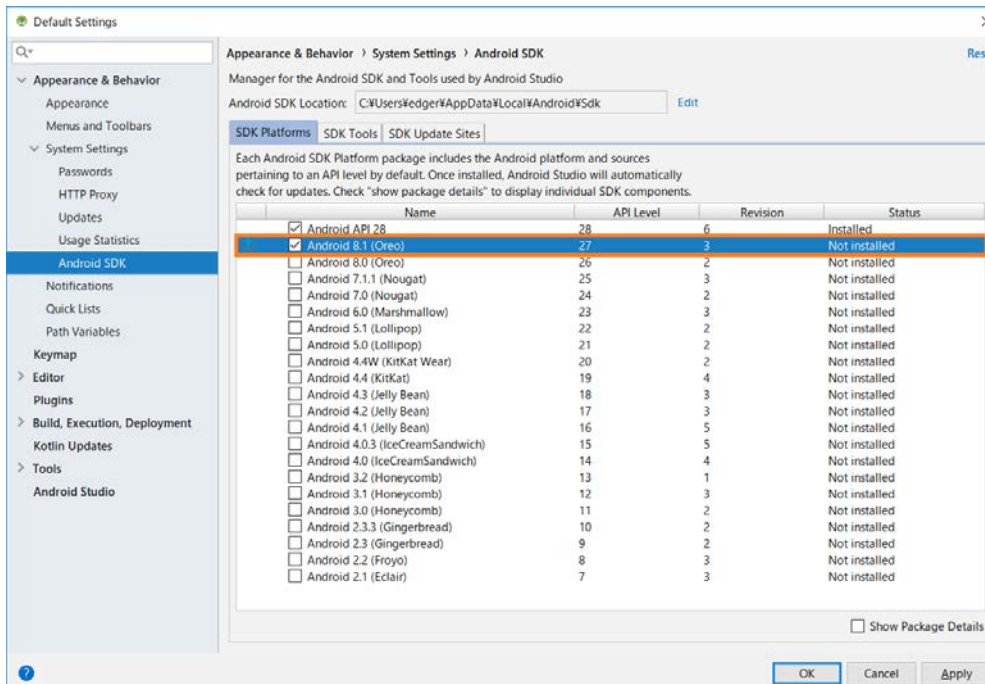 Default Settings
Appearance & Behavior
Appearance
Menus and Toolbars
System Settings
Passwords
HTTP Proxy
Updates
Usage Statistics
Android SDK
Notifications
Quick Lists
Path Variables
Keymap
Editor
Plugins
Build, Execution, Deployment
Kotlin Updates
Tools
Android Studio
Appearance & Behavior › System Settings › Android SDK
Res
Manager for the Android SDK and Tools used by Android Studio
Android SDK Location: C:¥Users¥edger¥AppData¥Local¥Android¥Sdk Edit
SDK Platforms SDK Tools SDK Update Sites
Each Android SDK Platform package includes the Android platform and sources
pertaining to an API level by default. Once installed, Android Studio will automatically
check for updates. Check "show package details" to display individual SDK components.
Name API Level Revision Status
Android API 28 28 6 Installed
Android 8.1 (Oreo) 27 3 Not installed
Android 8.0 (Oreo) 26 2 Not installed
Android 7.1.1 (Nougat) 25 3 Not installed
Android 7.0 (Nougat) 24 2 Not installed
Android 6.0 (Marshmallow) 23 3 Not installed
Android 5.1 (Lollipop) 22 2 Not installed
Android 5.0 (Lollipop) 21 2 Not installed
Android 4.4W (KitKat Wear) 20 2 Not installed
Android 4.4 (KitKat) 19 4 Not installed
Android 4.3 (Jelly Bean) 18 3 Not installed
Android 4.2 (Jelly Bean) 17 3 Not installed
Android 4.1 (Jelly Bean) 16 5 Not installed
Android 4.0.3 (IceCreamSandwich) 15 5 Not installed
Android 4.0 (IceCreamSandwich) 14 4 Not installed
Android 3.2 (Honeycomb) 13 1 Not installed
Android 3.1 (Honeycomb) 12 3 Not installed
Android 3.0 (Honeycomb) 11 2 Not installed
Android 2.3.3 (Gingerbread) 10 2 Not installed
Android 2.3 (Gingerbread) 9 2 Not installed
Android 2.2 (Froyo) 8 3 Not installed
Android 2.1 (Eclair) 7 3 Not installed
Show Package Details
? OK Cancel Apply